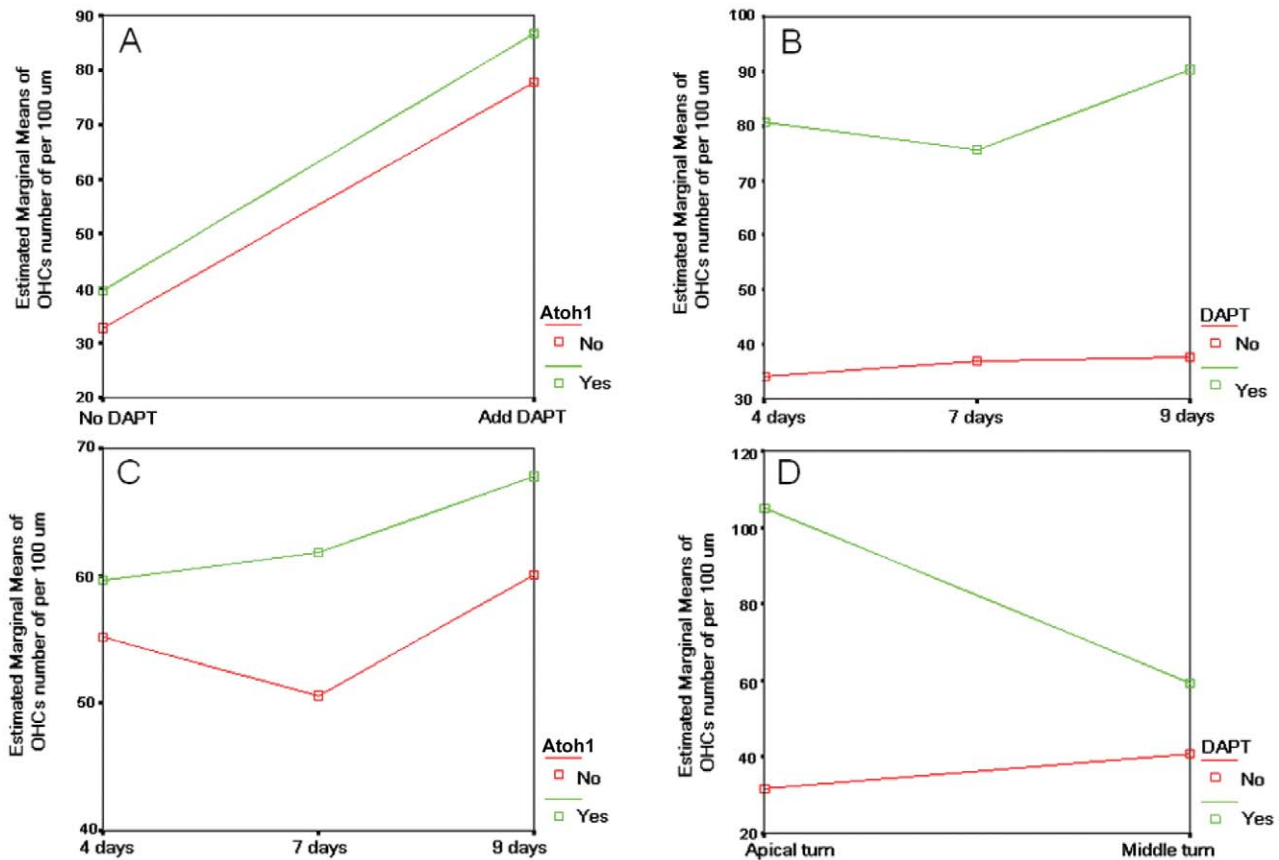 A
Estimated Marginal Means of
OHCs number of per 100 um
90
80
70
60
50
40
30
20
No DAPT
Add DAPT
Atoh1
No
Yes
B
Estimated Marginal Means of
OHCs number of per 100 um
100
90
80
70
60
50
40
30
4 days
7 days
9 days
DAPT
No
Yes
C
Estimated Marginal Means of
OHCs number of per 100 um
70
60
50
40
4 days
7 days
9 days
Atoh1
No
Yes
D
Estimated Marginal Means of
OHCs number of per 100 um
120
100
80
60
40
20
Apical turn
Middle turn
DAPT
No
Yes